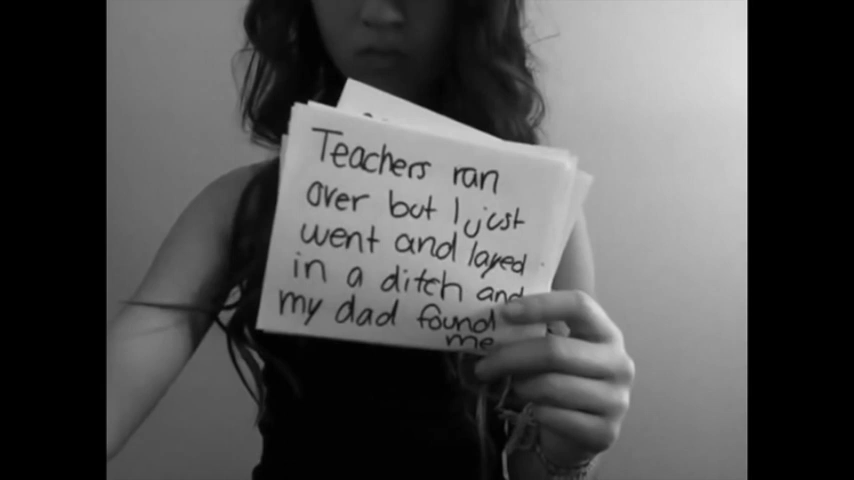 Teachers ran
over but I just
went and layed
in a ditch and
my dad found
me